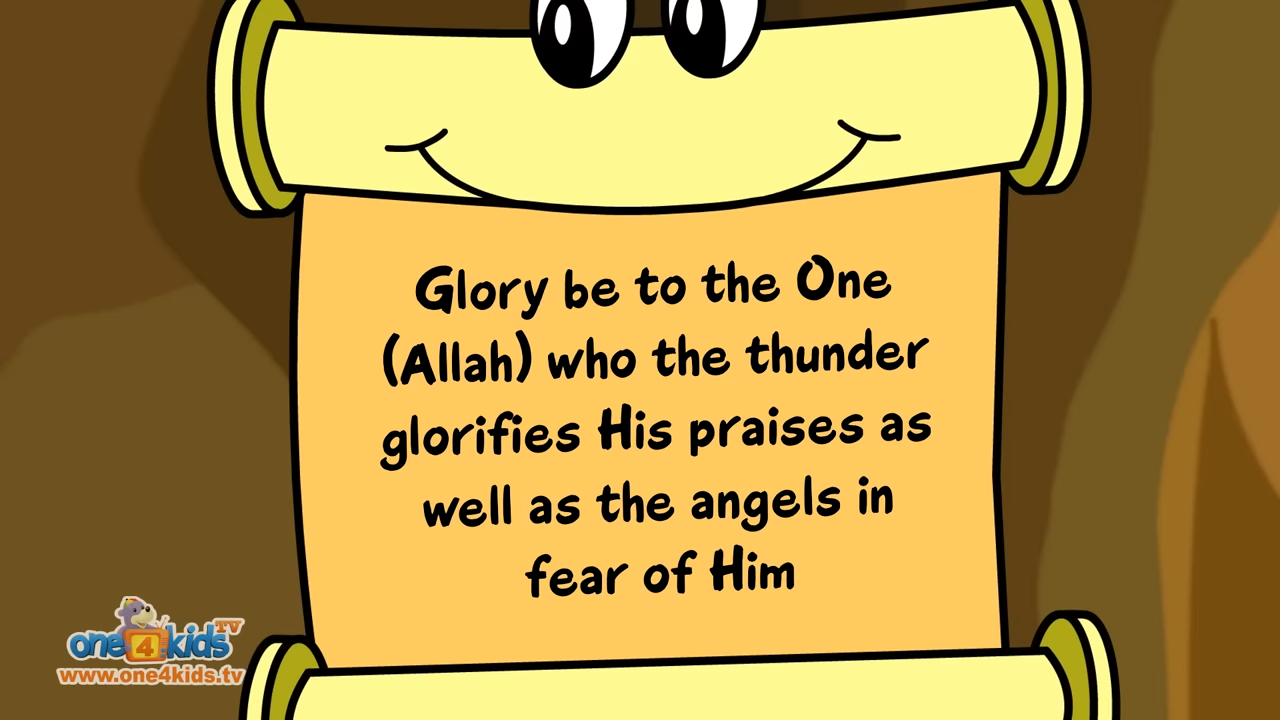 Glory be to the One
(Allah) who the thunder
glorifies His praises as
well as the angels in
fear of Him
one4kids TV
www.one4kids.tv